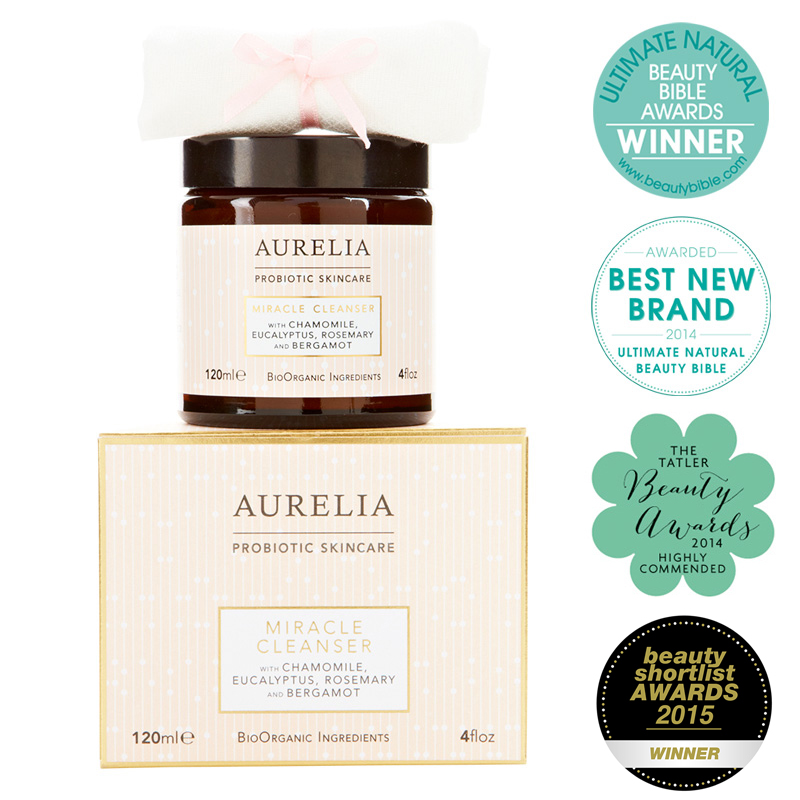 AURELIA
PROBIOTIC SKINCARE
MIRACLE CLEANSER
WITH CHAMOMILE,
EUCALYPTUS, ROSEMARY
AND BERGAMOT
120ml℮ BIOORGANIC INGREDIENTS 4floz
AURELIA
PROBIOTIC SKINCARE
MIRACLE
CLEANSER
WITH CHAMOMILE,
EUCALYPTUS, ROSEMARY
AND BERGAMOT
120ml℮ BIOORGANIC INGREDIENTS 4floz
ULTIMATE NATURAL
BEAUTY
BIBLE
AWARDS
WINNER
www.beautybible.com
AWARDED
BEST NEW
BRAND
2014
ULTIMATE NATURAL
BEAUTY BIBLE
THE
TATLER
Beauty
Awards
2014
HIGHLY
COMMENDED
beauty
shortlist
AWARDS
2015
WINNER